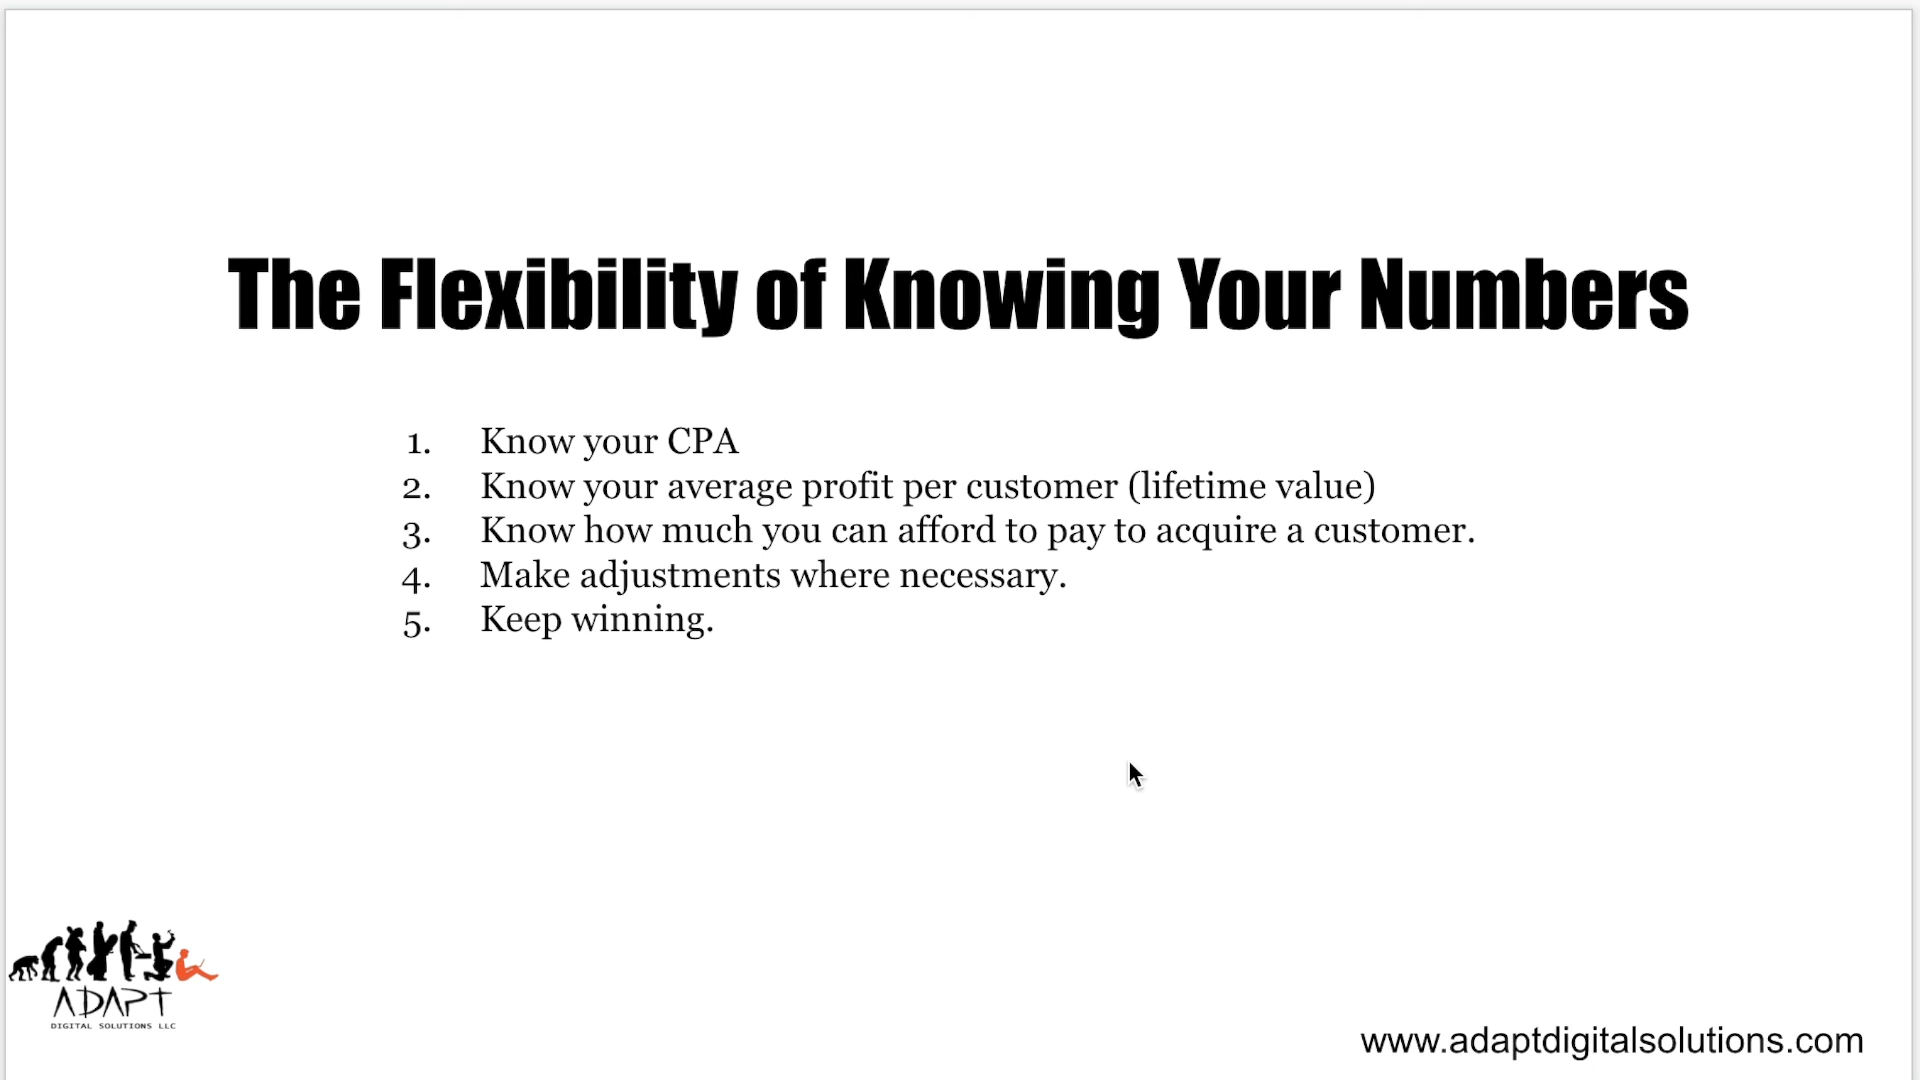 The Flexibility of Knowing Your Numbers
1. Know your CPA
2. Know your average profit per customer (lifetime value)
3. Know how much you can afford to pay to acquire a customer.
4. Make adjustments where necessary.
5. Keep winning.
ADAPT
DIGITAL SOLUTIONS LLC
www.adaptdigitalsolutions.com